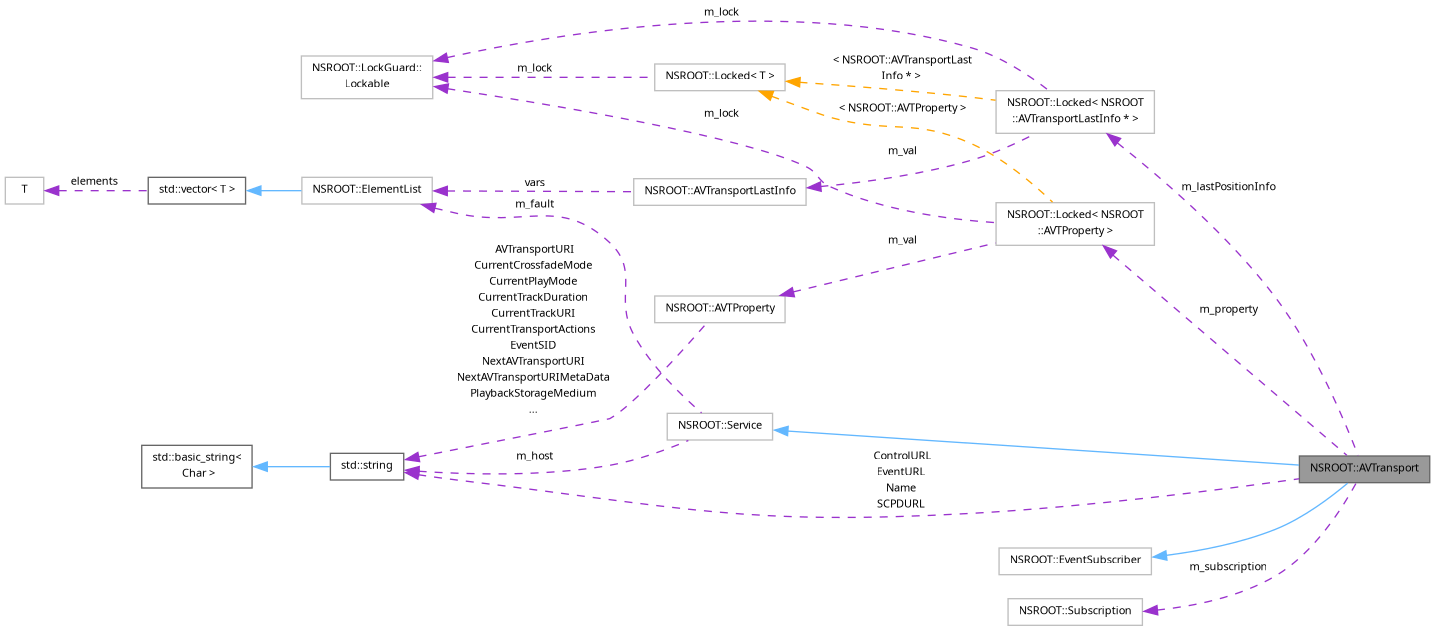 m_lock
NSROOT::LockGuard::
Lockable
m_lock
NSROOT::Locked< T >
< NSROOT::AVTransportLast
Info * >
NSROOT::Locked< NSROOT
::AVTransportLastInfo * >
m_lock
< NSROOT::AVTProperty >
m_val
T
elements
std::vector< T >
NSROOT::ElementList
vars
m_fault
NSROOT::AVTransportLastInfo
m_lastPositionInfo
NSROOT::Locked< NSROOT
::AVTProperty >
m_val
AVTransportURI
CurrentCrossfadeMode
CurrentPlayMode
CurrentTrackDuration
CurrentTrackURI
CurrentTransportActions
EventSID
NextAVTransportURI
NextAVTransportURIMetaData
PlaybackStorageMedium
...
NSROOT::AVTProperty
m_property
NSROOT::Service
std::basic_string<
Char >
std::string
m_host
ControlURL
EventURL
Name
SCPDURL
NSROOT::AVTransport
NSROOT::EventSubscriber
m_subscription
NSROOT::Subscription